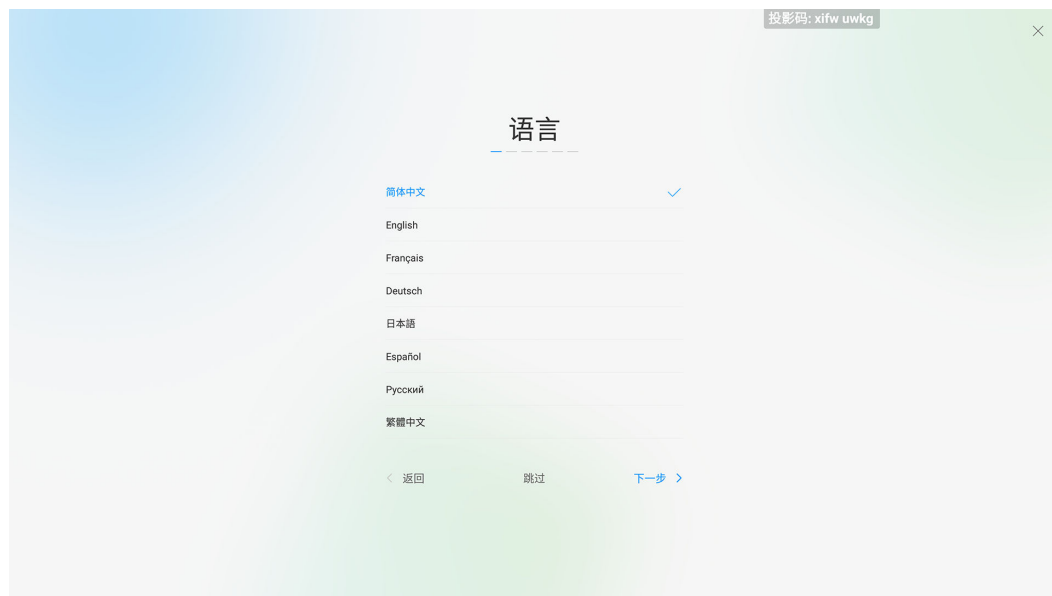 投影码: xifw uwkg
语言
简体中文
English
Français
Deutsch
日本語
Español
Русский
繁體中文
返回 跳过 下一步